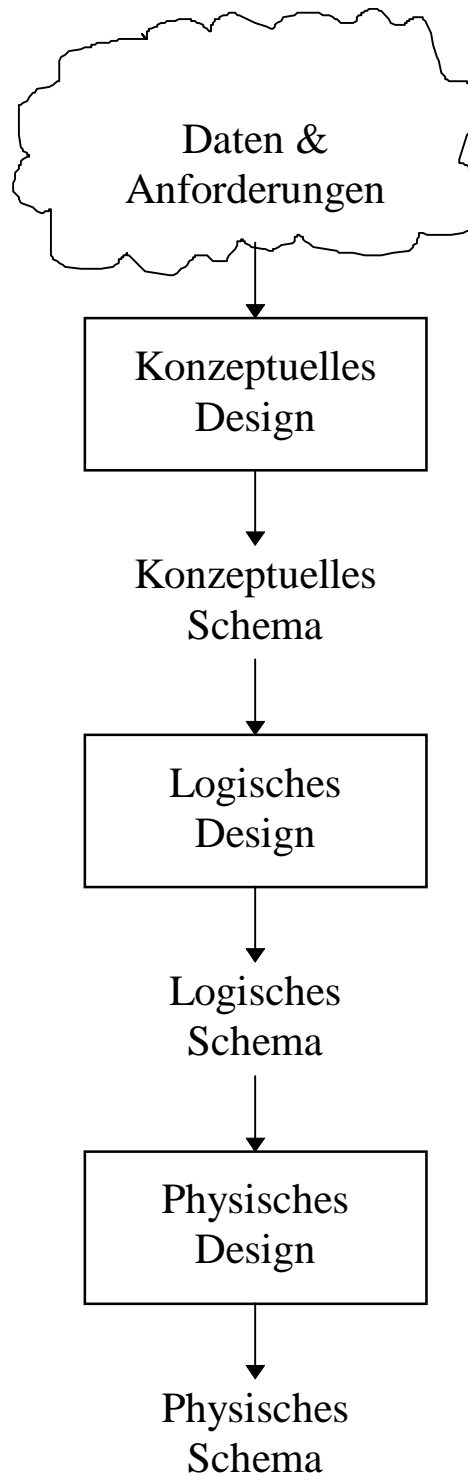 Daten &
Anforderungen
Konzeptuelles
Design
Konzeptuelles
Schema
Logisches
Design
Logisches
Schema
Physisches
Design
Physisches
Schema